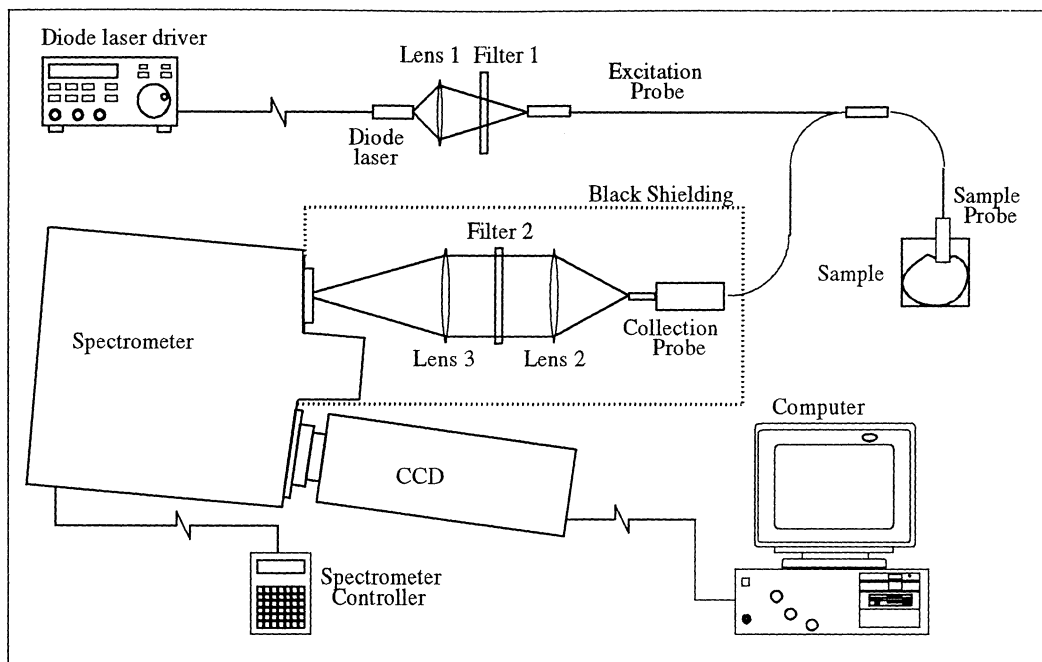 Diode laser driver
Lens 1
Filter 1
Excitation
Probe
Diode
laser
Black Shielding
Sample
Probe
Filter 2
Sample
Spectrometer
Collection
Probe
Lens 3
Lens 2
Computer
CCD
Spectrometer
Controller